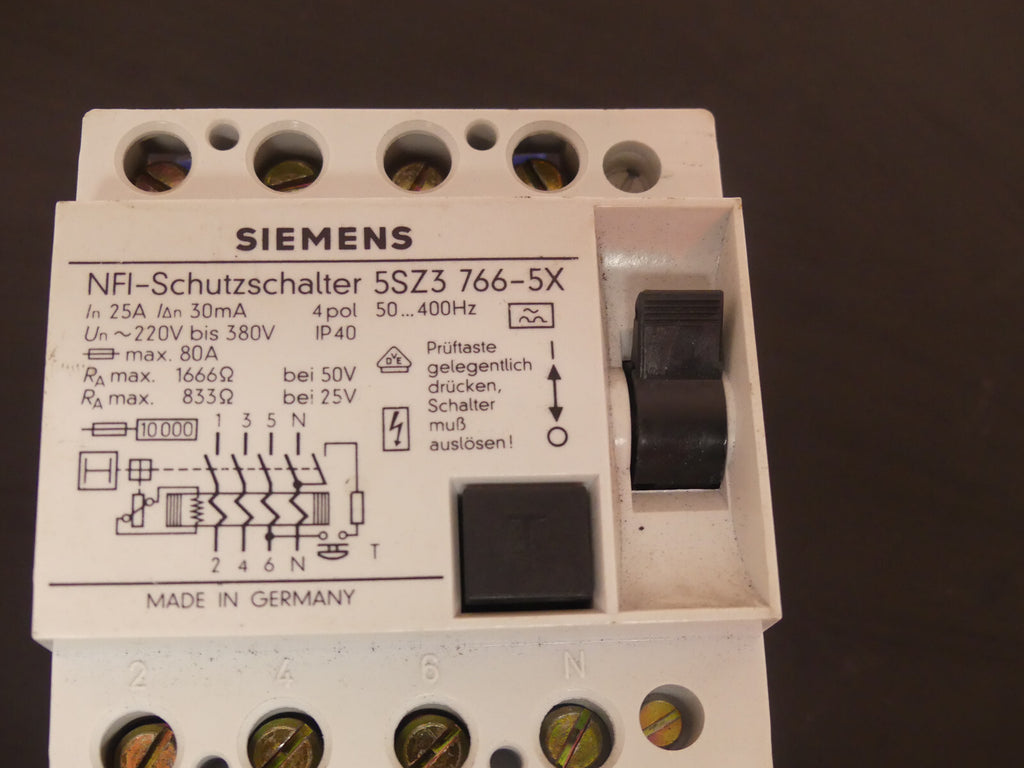 SIEMENS
NFI-Schutzschalter 5SZ3 766-5X
In 25A IΔn 30mA 4pol 50...400Hz
Un ~220V bis 380V IP40
max. 80A
RA max. 1666Ω bei 50V
RA max. 833Ω bei 25V
DVE
Prüftaste
gelegentlich
drücken,
Schalter
muß
auslösen!
I
O
10000
1 3 5 N
H
T
2 4 6 N
T
MADE IN GERMANY
2 4 6 N